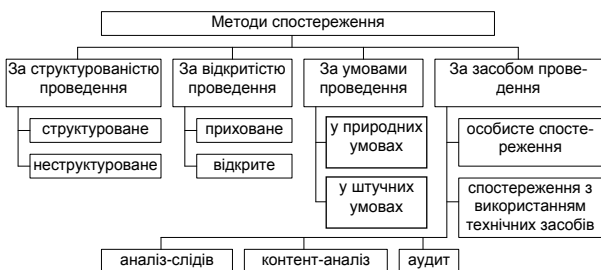 Методи спостереження
За структурованістю
проведення
структуроване
неструктуроване
За відкритістю
проведення
приховане
відкрите
За умовами
проведення
у природних
умовах
у штучних
умовах
За засобом прове-
дення
особисте спосте-
реження
спостереження з
використанням
технічних засобів
аналіз-слідів
контент-аналіз
аудит